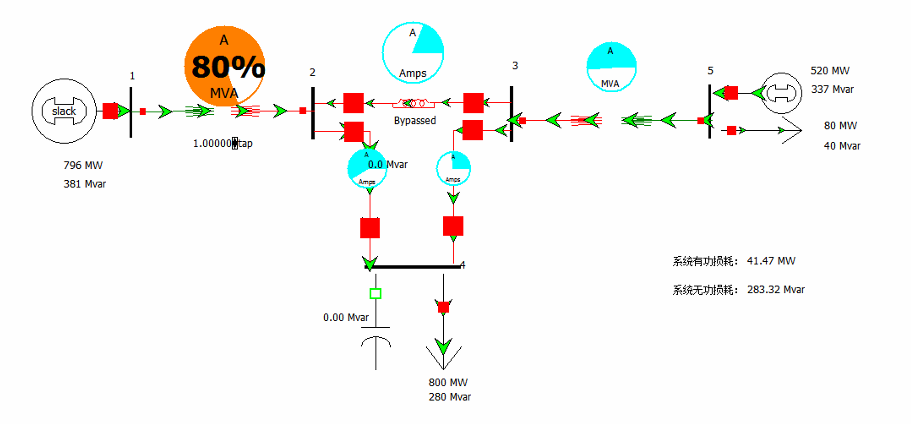 A
80%
MVA
A
Amps
A
MVA
1
2
3
5
slack
520 MW
337 Mvar
Bypassed
80 MW
40 Mvar
1.00000 tap
A
0.0 Mvar
Amps
A
Amps
796 MW
381 Mvar
4
系统有功损耗: 41.47 MW
系统无功损耗: 283.32 Mvar
0.00 Mvar
800 MW
280 Mvar